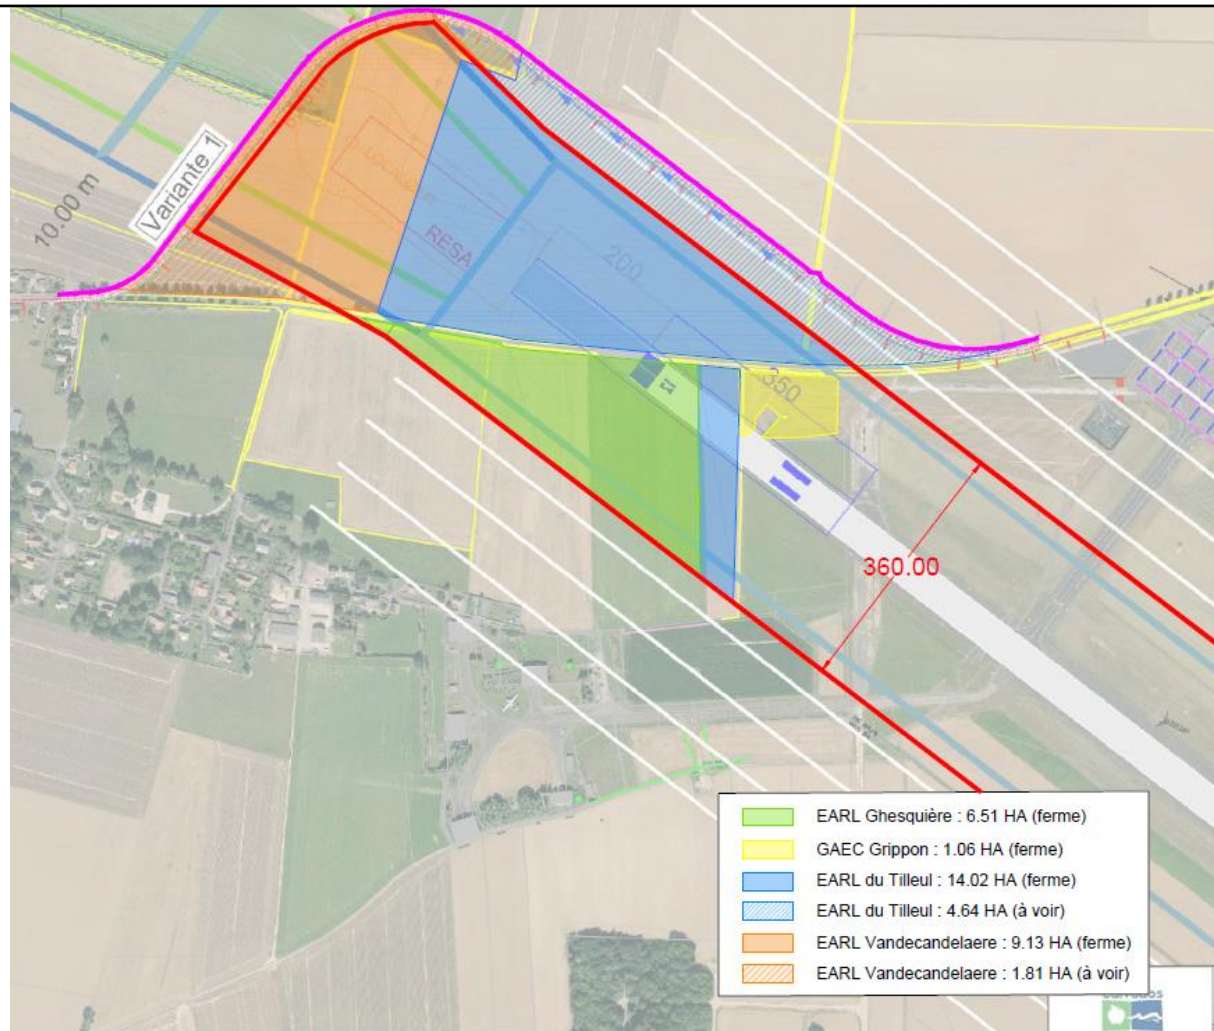 Variante 1
10.00 m
LOCAL
RESA
200
350
360.00
EARL Ghesquière : 6.51 HA (ferme)
GAEC Grippon : 1.06 HA (ferme)
EARL du Tilleul : 14.02 HA (ferme)
EARL du Tilleul : 4.64 HA (à voir)
EARL Vandecandelaere : 9.13 HA (ferme)
EARL Vandecandelaere : 1.81 HA (à voir)